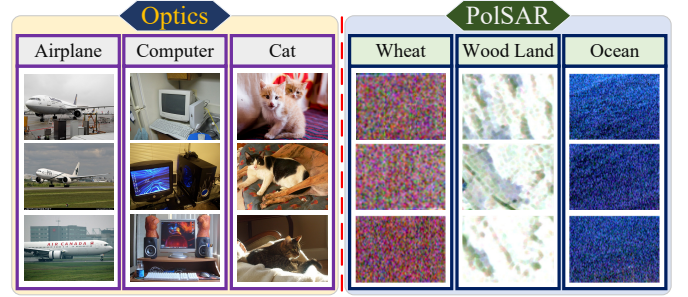 Optics
PolSAR
Airplane
Computer
Cat
Wheat
Wood Land
Ocean
AIR CANADA